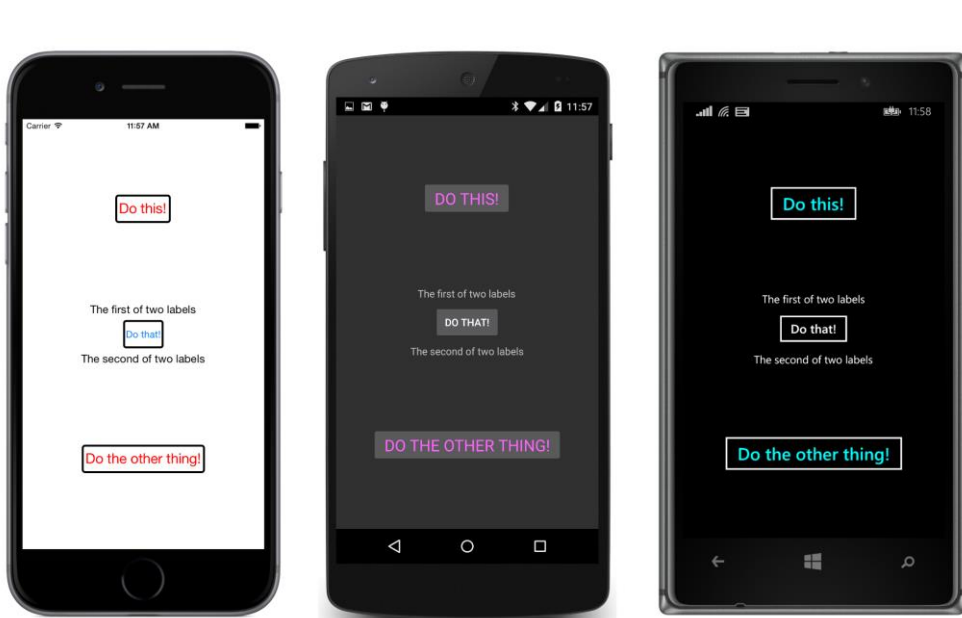 Carrier
11:57 AM
Do this!
The first of two labels
Do that!
The second of two labels
Do the other thing!
11:57
DO THIS!
The first of two labels
DO THAT!
The second of two labels
DO THE OTHER THING!
11:58
Do this!
The first of two labels
Do that!
The second of two labels
Do the other thing!